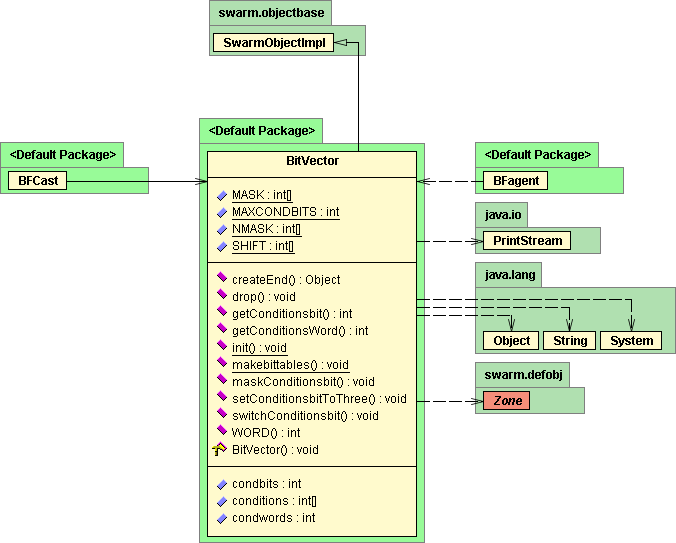 swarm.objectbase
SwarmObjectImpl
<Default Package>
BFCast
<Default Package>
BitVector
MASK : int[]
MAXCONDBITS : int
NMASK : int[]
SHIFT : int[]
createEnd() : Object
drop() : void
getConditionsbit() : int
getConditionsWord() : int
init() : void
makebittables() : void
maskConditionsbit() : void
setConditionsbitToThree() : void
switchConditionsbit() : void
WORD() : int
BitVector() : void
condbits : int
conditions : int[]
condwords : int
<Default Package>
BFagent
java.io
PrintStream
java.lang
Object String System
swarm.defobj
Zone